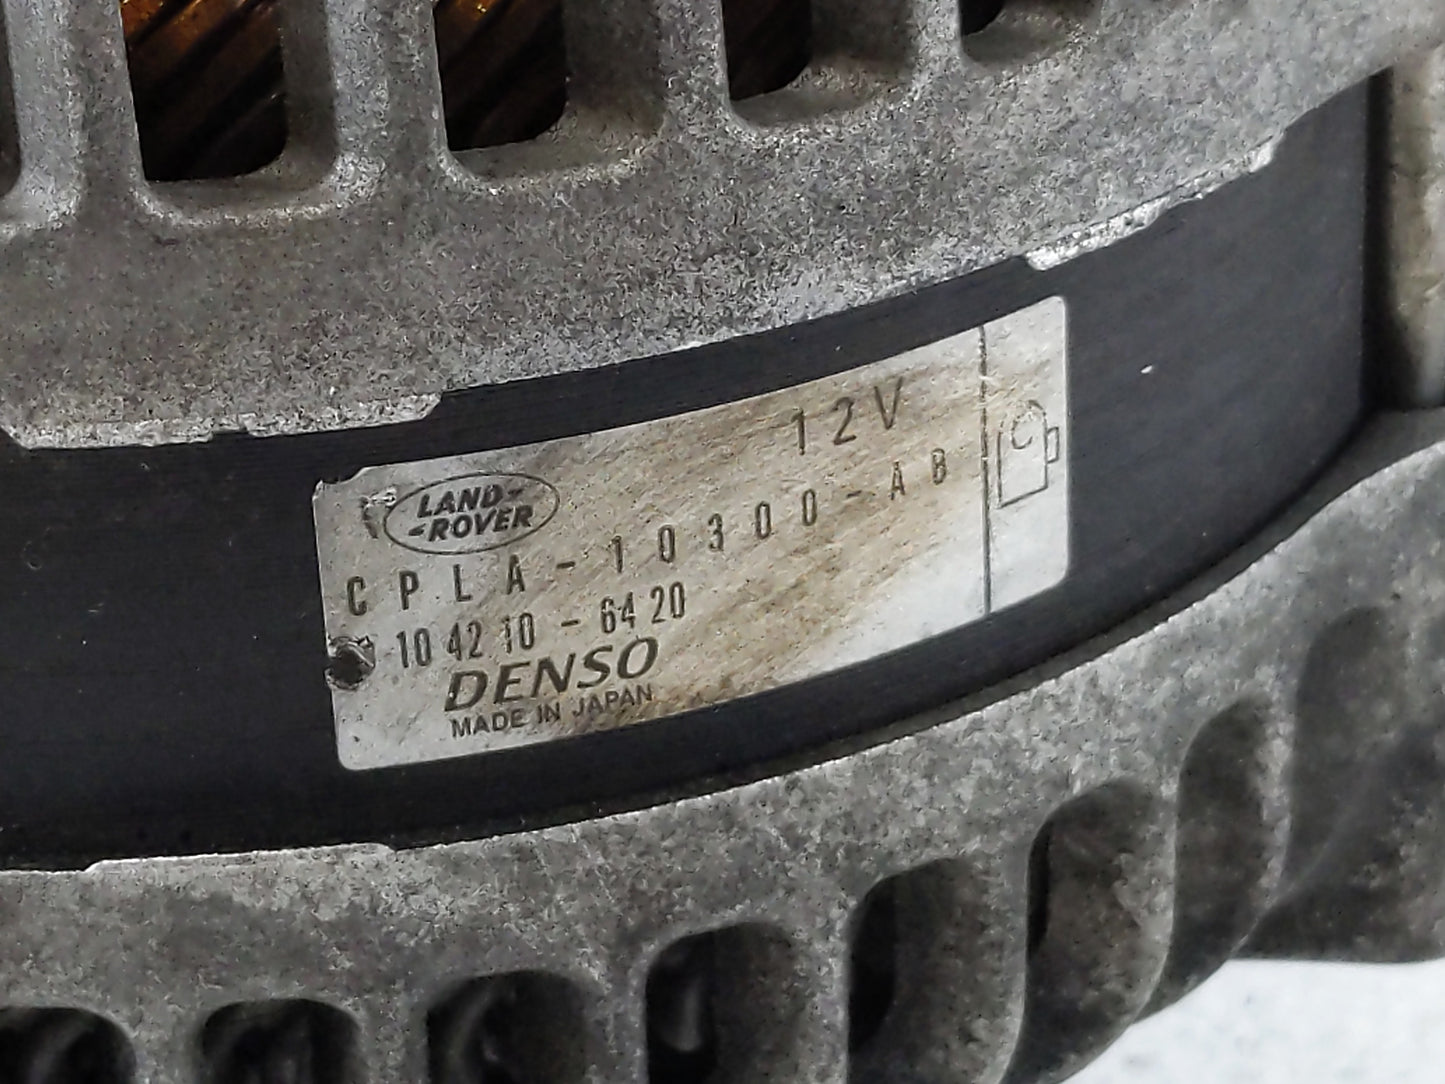 12V
LAND-
-ROVER
CPLA-10300-AB
104210-6420
DENSO
MADE IN JAPAN
C